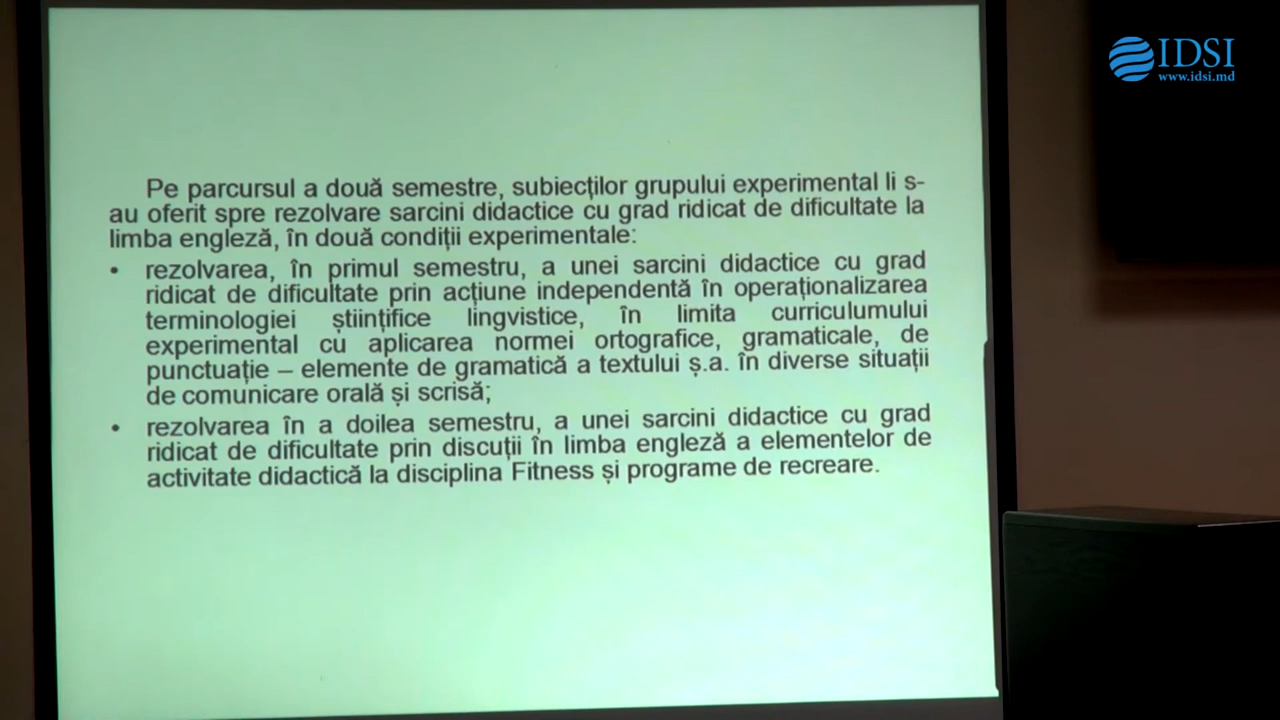 IDSI
www.idsi.md
Pe parcursul a două semestre, subiecților grupului experimental li s-
au oferit spre rezolvare sarcini didactice cu grad ridicat de dificultate la
limba engleză, în două condiții experimentale:
• rezolvarea, în primul semestru, a unei sarcini didactice cu grad
ridicat de dificultate prin acțiune independentă în operaționalizarea
terminologiei științifice lingvistice, în limita curriculumului
experimental cu aplicarea normei ortografice, gramaticale, de
punctuație – elemente de gramatică a textului ș.a. în diverse situații
de comunicare orală și scrisă;
• rezolvarea în a doilea semestru, a unei sarcini didactice cu grad
ridicat de dificultate prin discuții în limba engleză a elementelor de
activitate didactică la disciplina Fitness și programe de recreare.